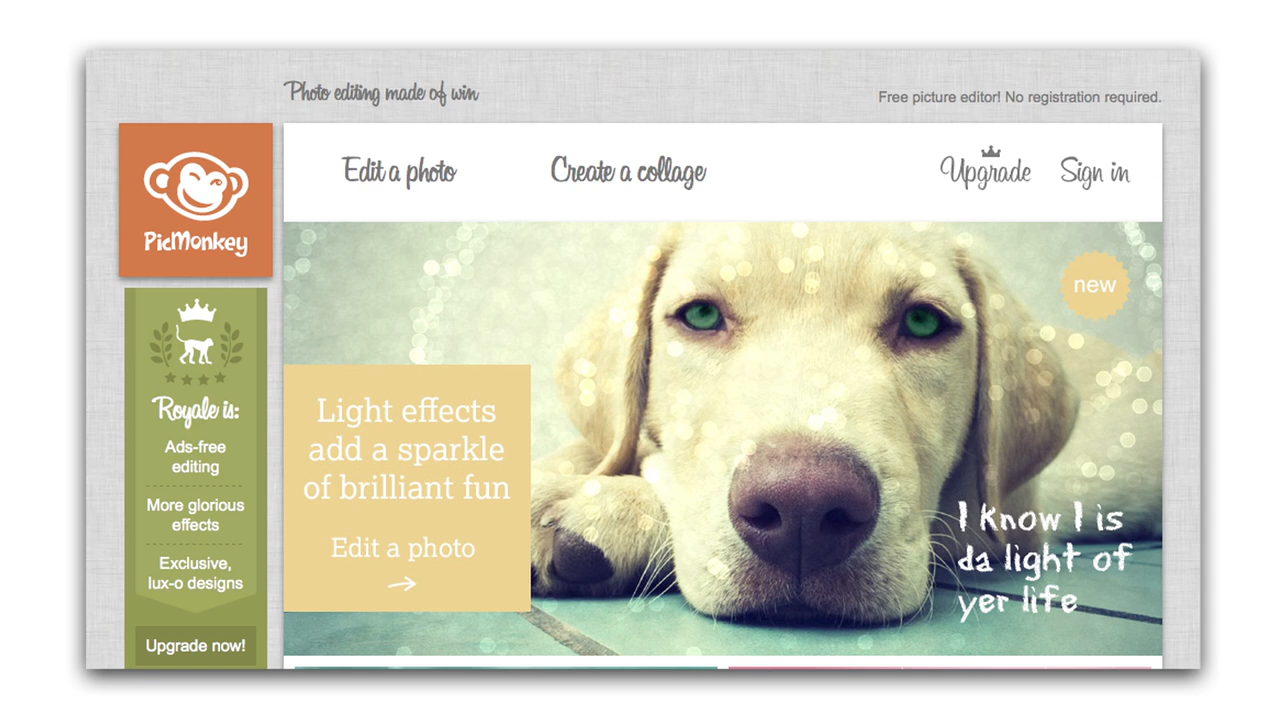 Photo editing made of win
Free picture editor! No registration required.
PicMonkey
Edit a photo
Create a collage
Upgrade
Sign in
new
Royale is:
Ads-free
editing
More glorious
effects
Exclusive,
lux-o designs
Upgrade now!
Light effects
add a sparkle
of brilliant fun
Edit a photo
I know I is
da light of
yer life